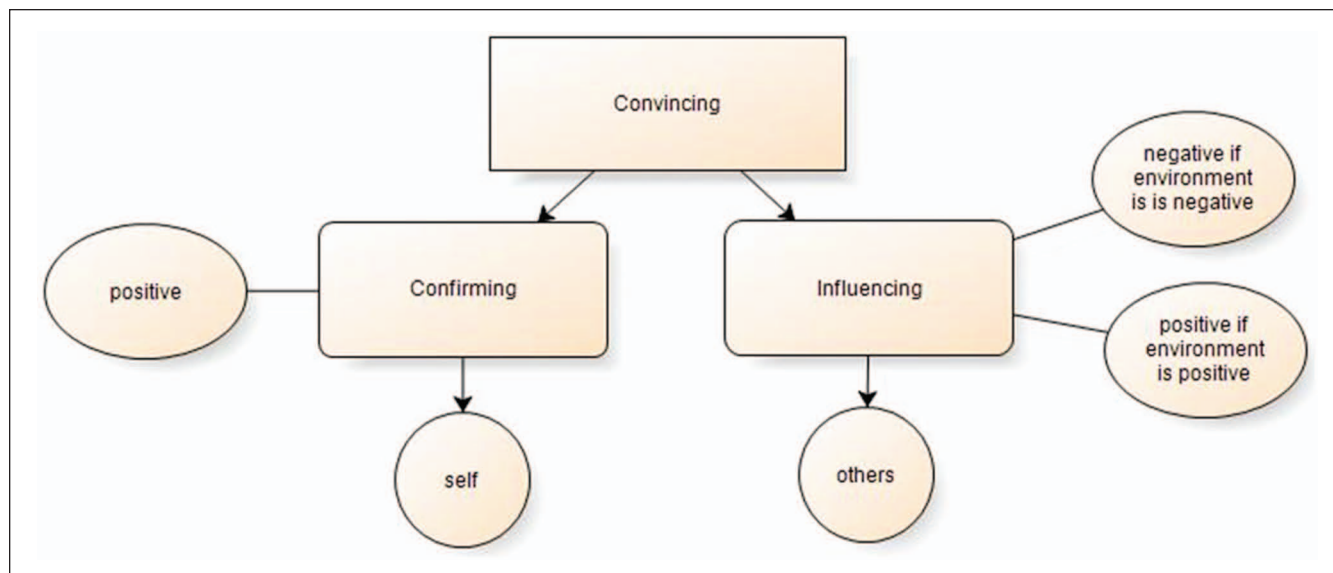 Convincing
negative if
environment
is is negative
positive
Confirming
Influencing
positive if
environment
is positive
self
others